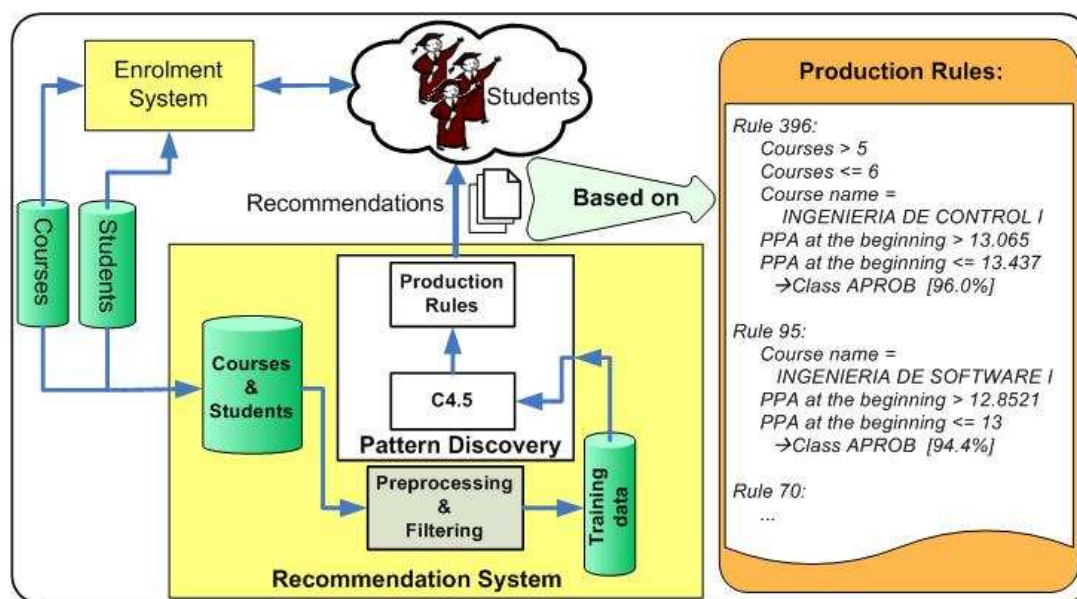 Enrolment
System
Students
Courses
Students
Recommendations
Based on
Production
Rules
Courses
&
Students
C4.5
Pattern Discovery
Preprocessing
&
Filtering
Training
data
Recommendation System
Production Rules:
Rule 396:
Courses > 5
Courses <= 6
Course name =
INGENIERIA DE CONTROL I
PPA at the beginning > 13.065
PPA at the beginning <= 13.437
→Class APROB [96.0%]
Rule 95:
Course name =
INGENIERIA DE SOFTWARE I
PPA at the beginning > 12.8521
PPA at the beginning <= 13
→Class APROB [94.4%]
Rule 70:
...